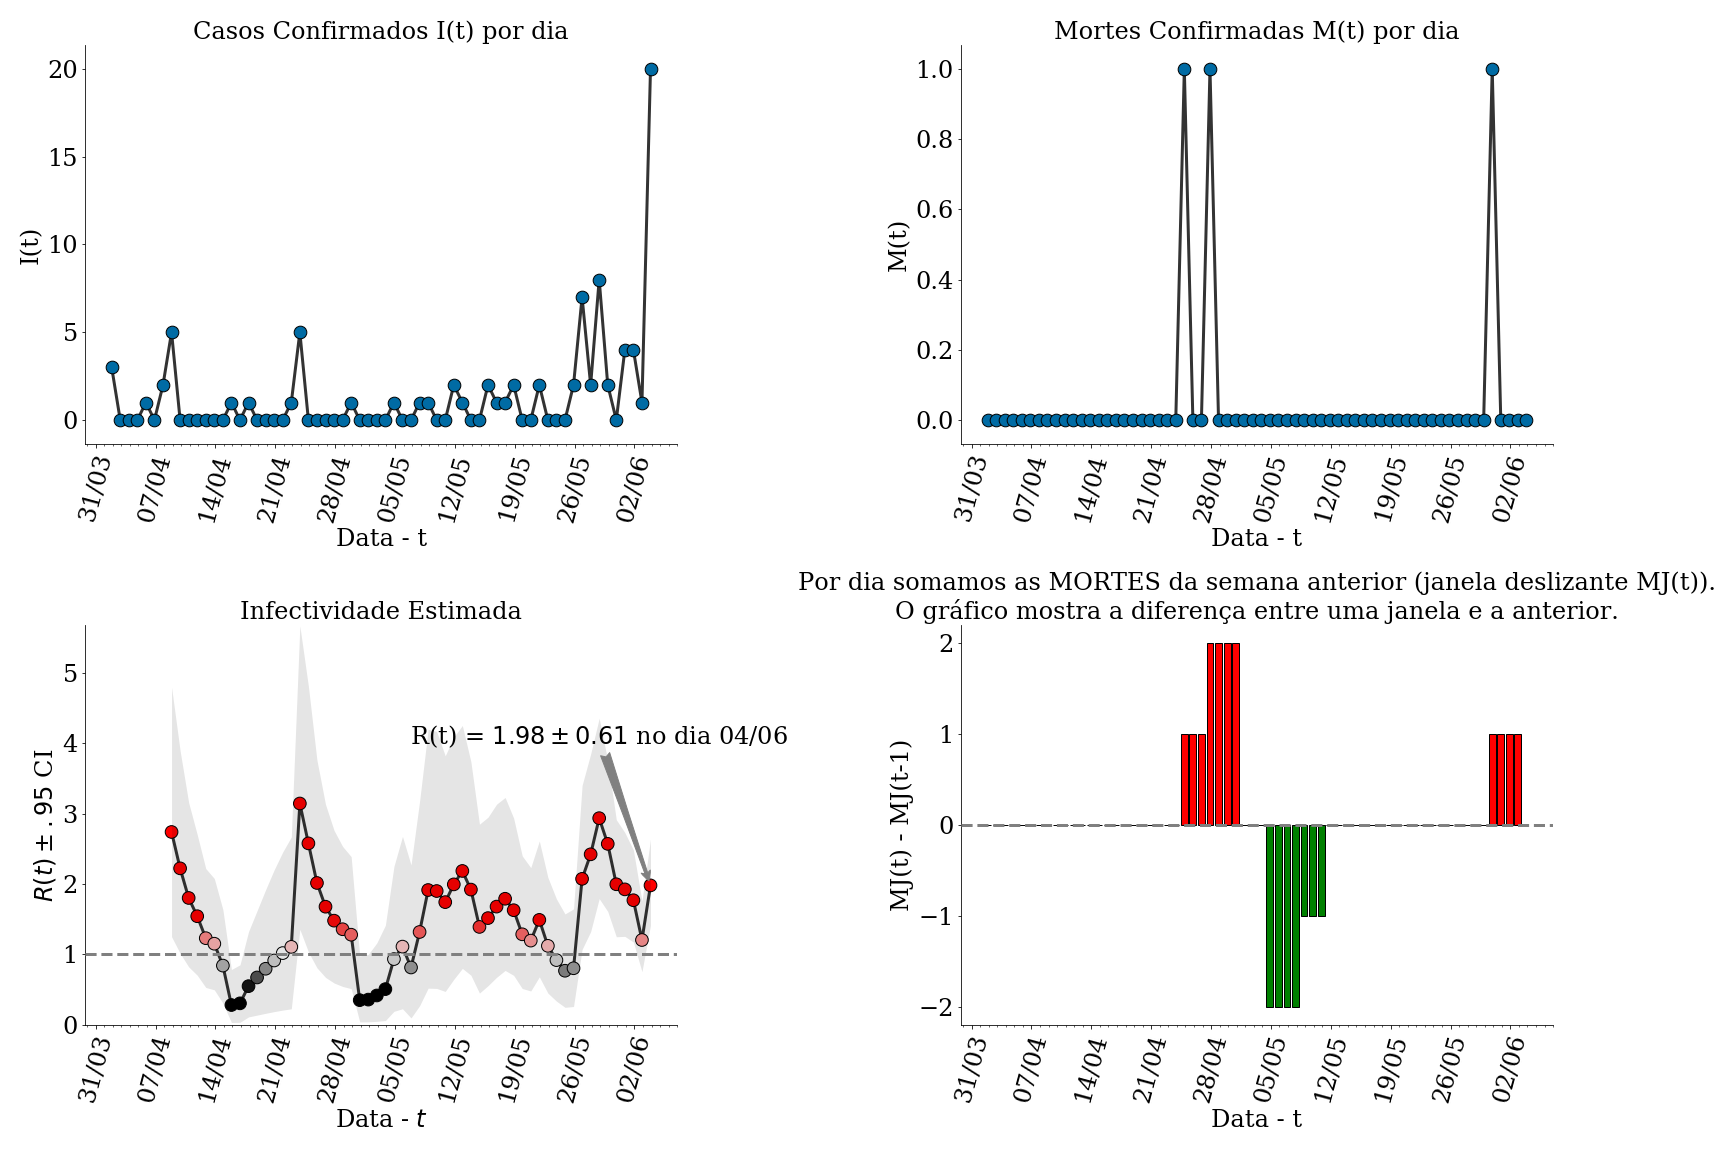 Casos Confirmados I(t) por dia
I(t)
20
15
10
5
0
31/03 07/04 14/04 21/04 28/04 05/05 12/05 19/05 26/05 02/06
Data - t
Mortes Confirmadas M(t) por dia
M(t)
1.0
0.8
0.6
0.4
0.2
0.0
31/03 07/04 14/04 21/04 28/04 05/05 12/05 19/05 26/05 02/06
Data - t
Infectividade Estimada
R(t) ± .95 CI
5
4
3
2
1
0
R(t) = 1.98 ± 0.61 no dia 04/06
31/03 07/04 14/04 21/04 28/04 05/05 12/05 19/05 26/05 02/06
Data - t
Por dia somamos as MORTES da semana anterior (janela deslizante MJ(t)).
O gráfico mostra a diferença entre uma janela e a anterior.
MJ(t) - MJ(t-1)
2
1
0
−1
−2
31/03 07/04 14/04 21/04 28/04 05/05 12/05 19/05 26/05 02/06
Data - t